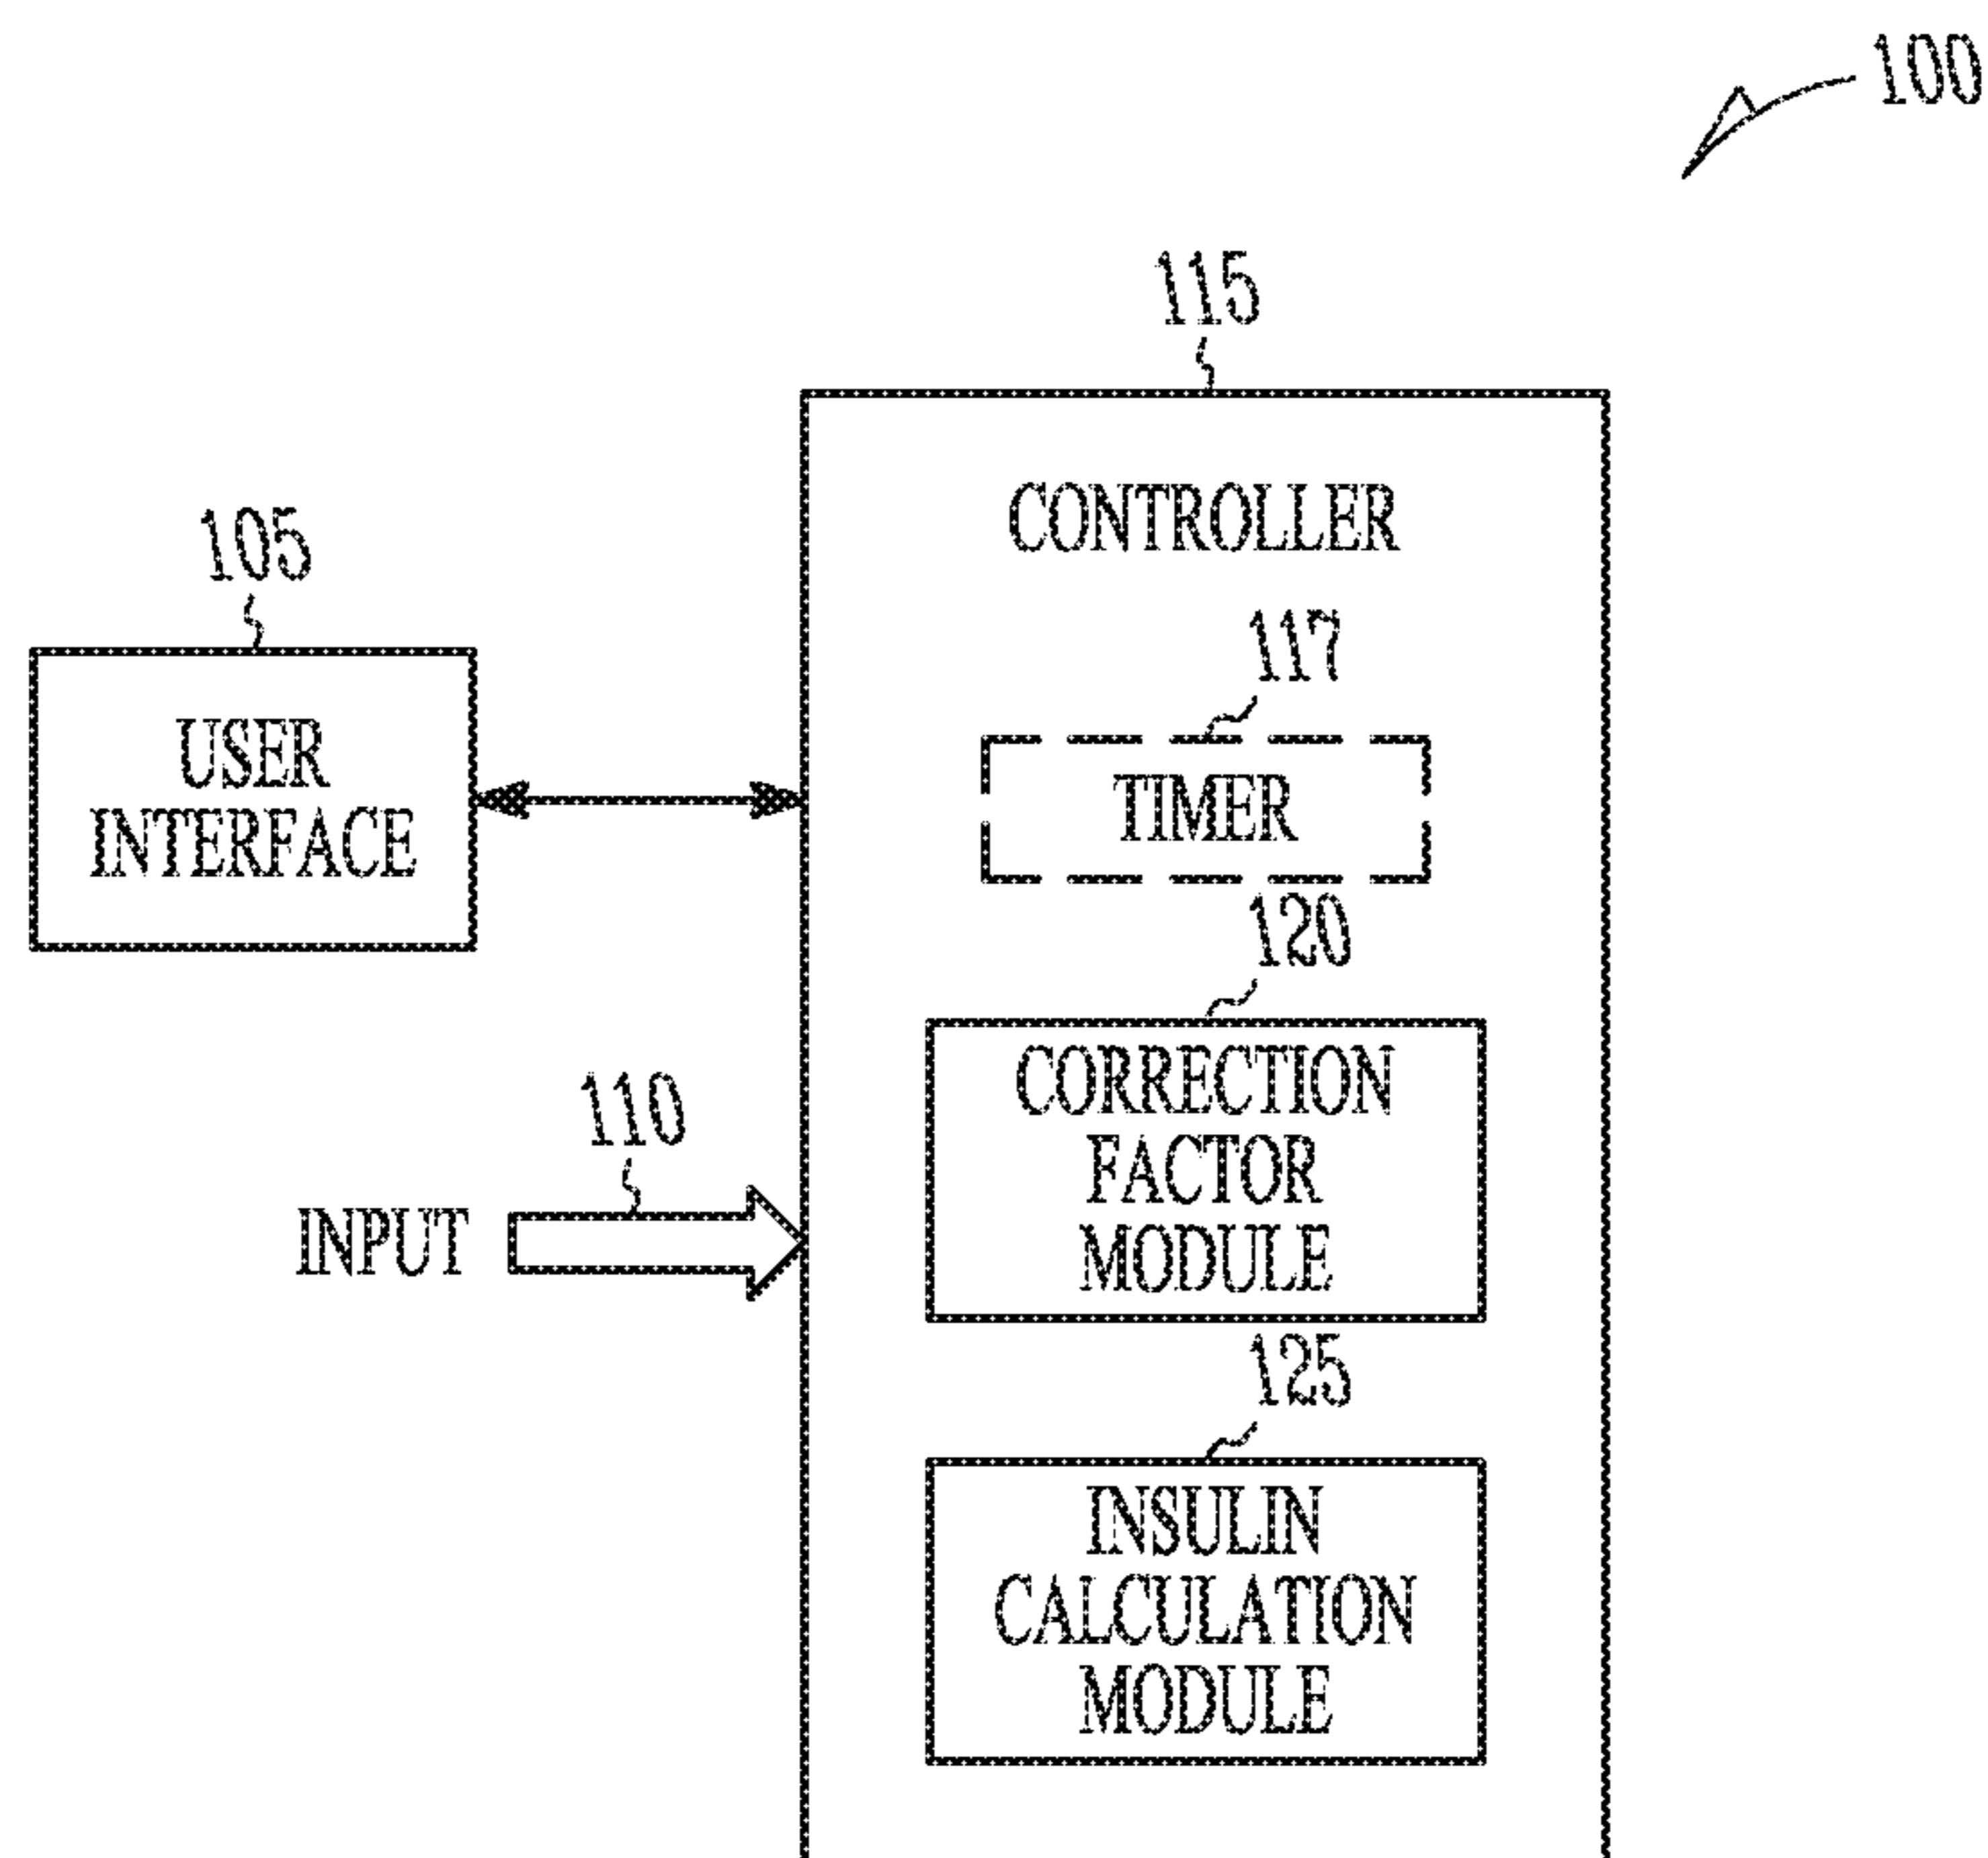 100
115
CONTROLLER
105
117
USER
INTERFACE
TIMER
120
CORRECTION
FACTOR
MODULE
110
INPUT
125
INSULIN
CALCULATION
MODULE